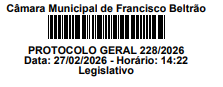 Câmara Municipal de Francisco Beltrão
PROTOCOLO GERAL 228/2026
Data: 27/02/2026 - Horário: 14:22
Legislativo